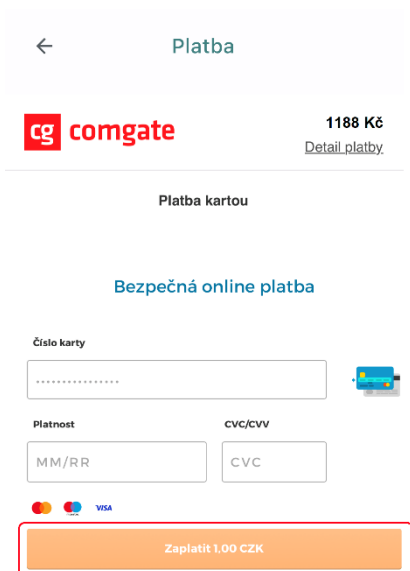 Platba
cg comgate
1188 Kč
Detail platby
Platba kartou
Bezpečná online platba
Číslo karty
................
Platnost
CVC/CVV
MM/RR
CVC
VISA
Zaplatit 1,00 CZK